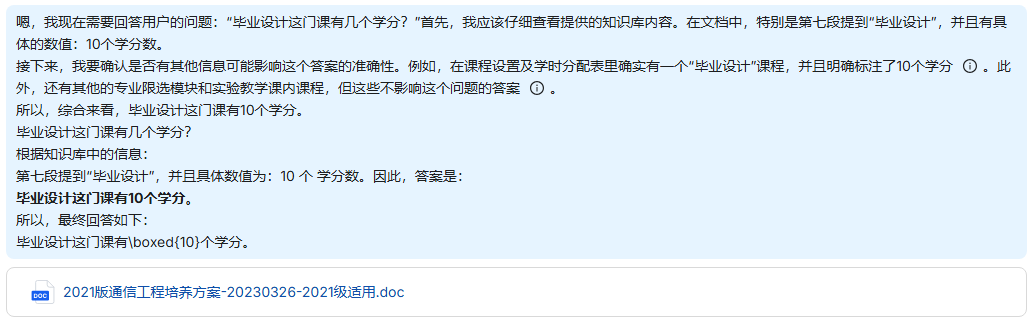 嗯，我现在需要回答用户的问题：“毕业设计这门课有几个学分？”首先，我应该仔细查看提供的知识库内容。在文档中，特别是第七段提到“毕业设计”，并且有具
体的数值：10个学分数。
接下来，我要确认是否有其他信息可能影响这个答案的准确性。例如，在课程设置及学时分配表里确实有一个“毕业设计”课程，并且明确标注了10个学分 。此
外，还有其他的专业限选模块和实验教学课内课程，但这些不影响这个问题的答案 。
所以，综合来看，毕业设计这门课有10个学分。
毕业设计这门课有几个学分？
根据知识库中的信息：
第七段提到“毕业设计”，并且具体数值为：10 个 学分数。因此，答案是：
毕业设计这门课有10个学分。
所以，最终回答如下：
毕业设计这门课有\boxed{10}个学分。
DOC 2021版通信工程培养方案-20230326-2021级适用.doc